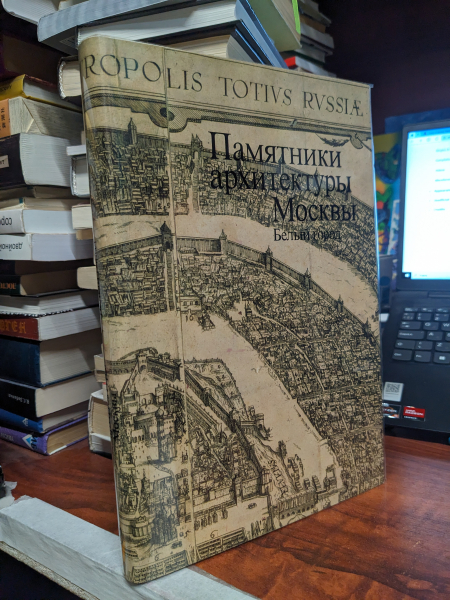 ROPOLIS TOTIVS RVSSIÆ
Памятники
архитектуры
Москвы
Белый город